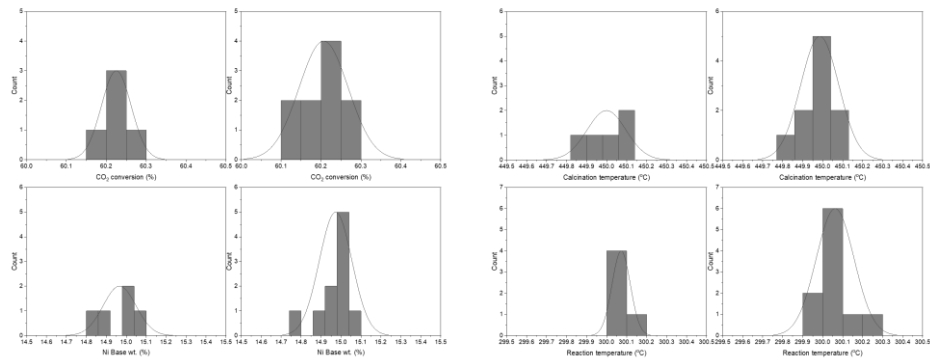 5
4
3
2
1
0
Count
60.0 60.1 60.2 60.3 60.4 60.5
CO₂ conversion (%)
5
4
3
2
1
0
Count
60.1 60.2 60.3 60.4 60.5
CO₂ conversion (%)
6
5
4
3
2
1
0
Count
449.5 449.6 449.7 449.8 449.9 450.0 450.1 450.2 450.3 450.4 450.5
Calcination temperature (°C)
6
5
4
3
2
1
0
Count
449.6 449.7 449.8 449.9 450.0 450.1 450.2 450.3 450.4 450.5
Calcination temperature (°C)
6
5
4
3
2
1
0
Count
14.5 14.6 14.7 14.8 14.9 15.0 15.1 15.2 15.3 15.4 15.5
Ni Base wt. (%)
6
5
4
3
2
1
0
Count
14.6 14.7 14.8 14.9 15.0 15.1 15.2 15.3 15.4 15.5
Ni Base wt. (%)
7
6
5
4
3
2
1
0
Count
299.5 299.6 299.7 299.8 299.9 300.0 300.1 300.2 300.3 300.4 300.5
Reaction temperature (°C)
7
6
5
4
3
2
1
0
Count
299.6 299.7 299.8 299.9 300.0 300.1 300.2 300.3 300.4 300.5
Reaction temperature (°C)